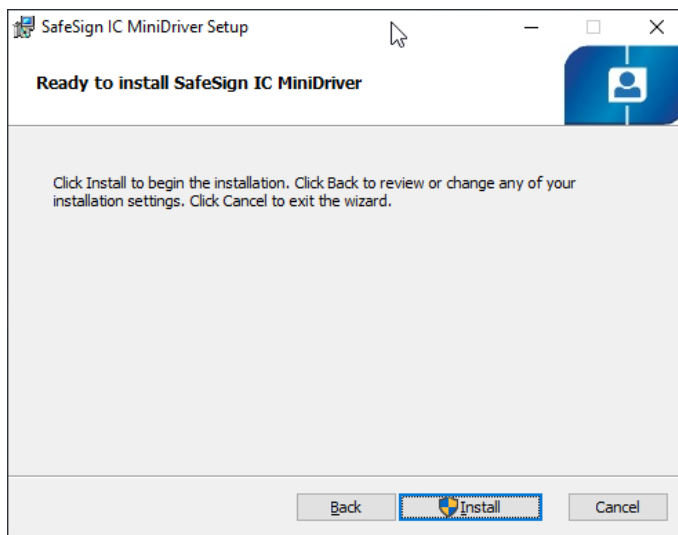 SafeSign IC MiniDriver Setup
Ready to install SafeSign IC MiniDriver
Click Install to begin the installation. Click Back to review or change any of your
installation settings. Click Cancel to exit the wizard.
Back Install Cancel